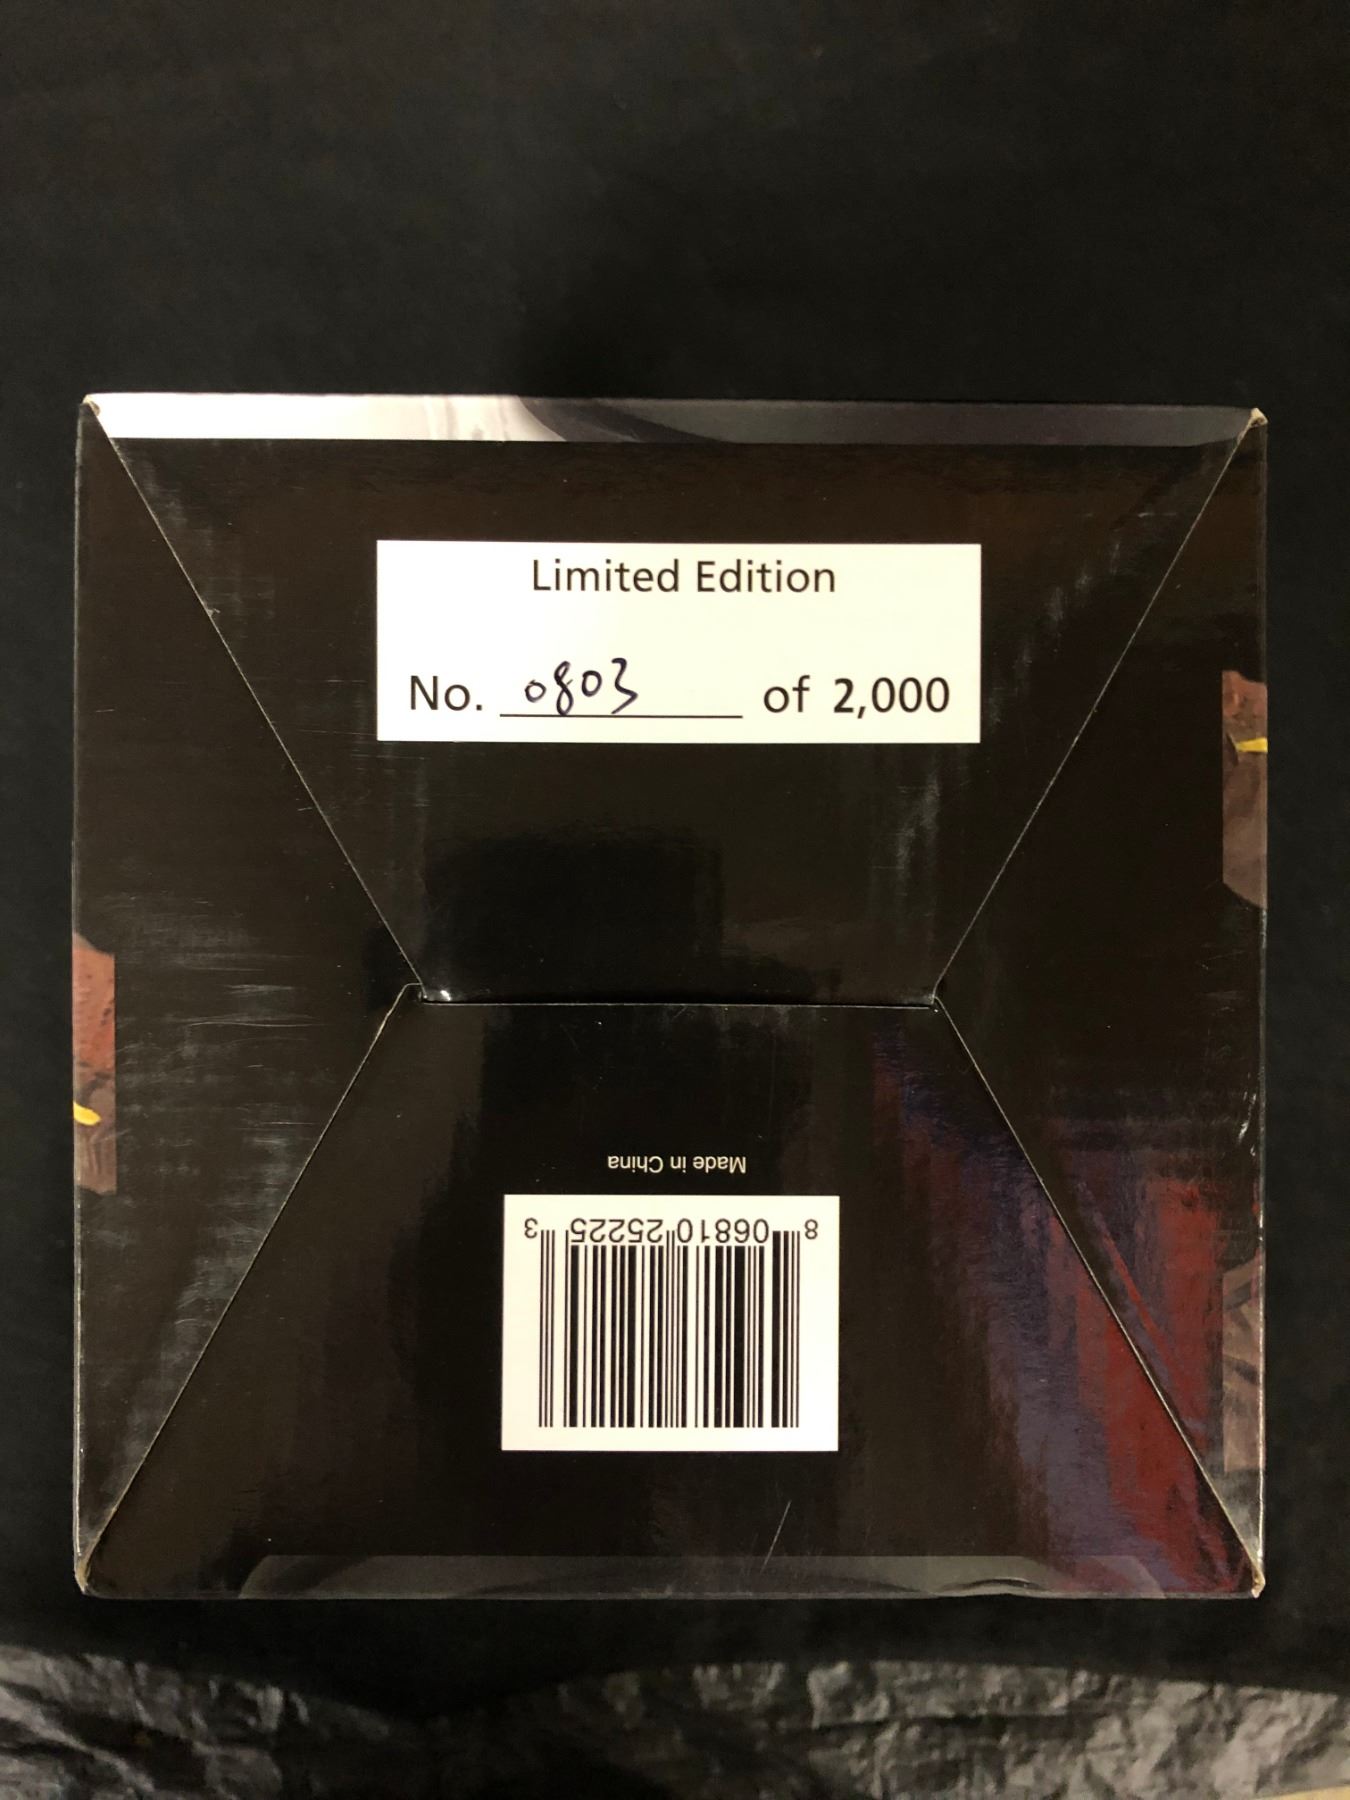 Limited Edition
No. 0803 of 2,000
Made in China
8 06810 25225 3